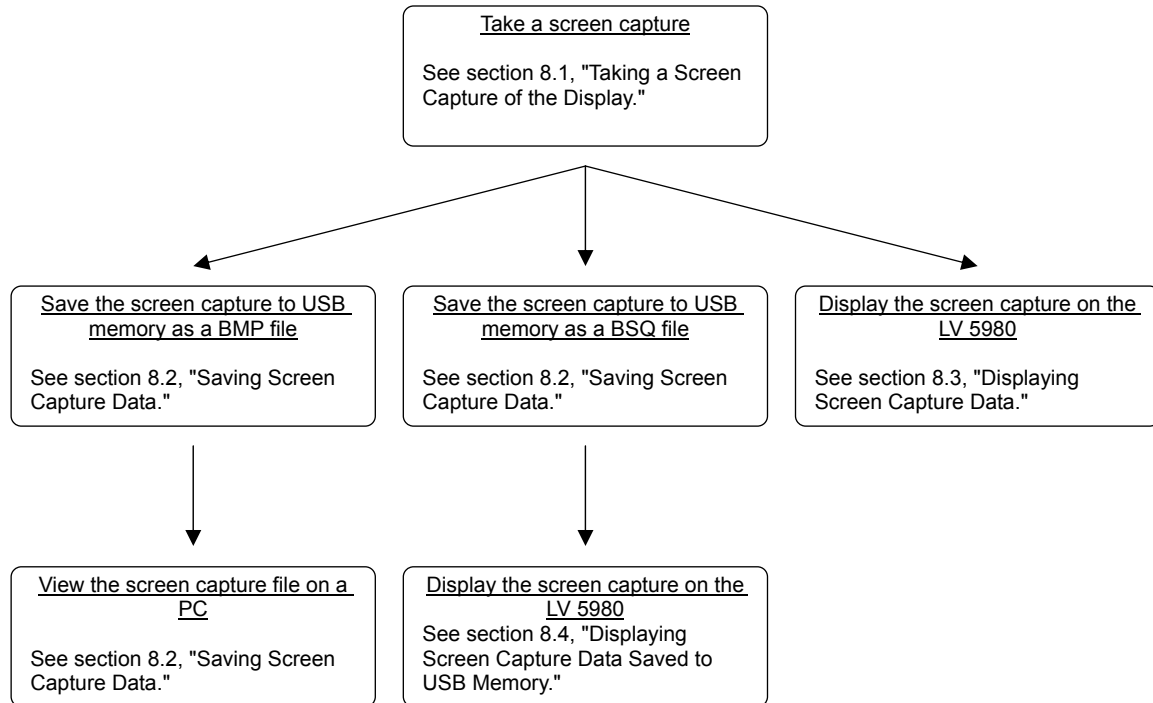 Take a screen capture
See section 8.1, "Taking a Screen
Capture of the Display."
Save the screen capture to USB
memory as a BMP file
See section 8.2, "Saving Screen
Capture Data."
Save the screen capture to USB
memory as a BSQ file
See section 8.2, "Saving Screen
Capture Data."
Display the screen capture on the
LV 5980
See section 8.3, "Displaying
Screen Capture Data."
View the screen capture file on a
PC
See section 8.2, "Saving Screen
Capture Data."
Display the screen capture on the
LV 5980
See section 8.4, "Displaying
Screen Capture Data Saved to
USB Memory."